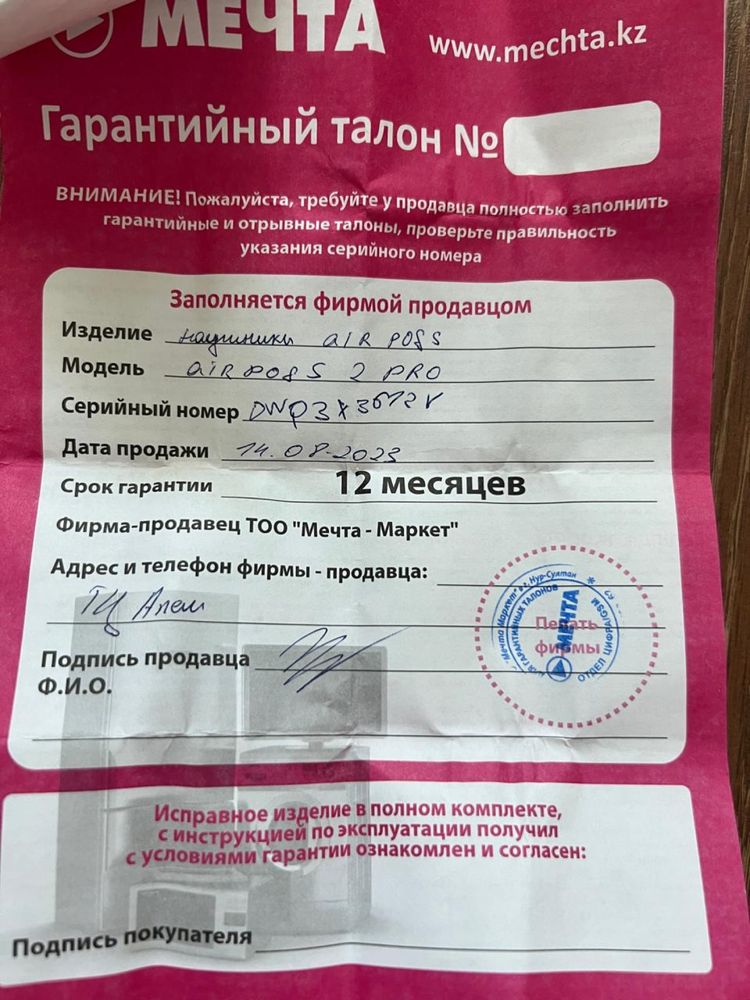 МЕЧТА
www.mechta.kz
Гарантийный талон №
ВНИМАНИЕ! Пожалуйста, требуйте у продавца полностью заполнить
гарантийные и отрывные талоны, проверьте правильность
указания серийного номера
Заполняется фирмой продавцом
Изделие наушники AIR PODS
Модель AIR PODS 2 PRO
Серийный номер
Дата продажи 14.08.2023
Срок гарантии 12 месяцев
Фирма-продавец ТОО "Мечта - Маркет"
Адрес и телефон фирмы - продавца:
ТЦ Алем
Печать
фирмы
МЕЧТА
Подпись продавца
Ф.И.О.
Исправное изделие в полном комплекте,
с инструкцией по эксплуатации получил
с условиями гарантии ознакомлен и согласен:
Подпись покупателя